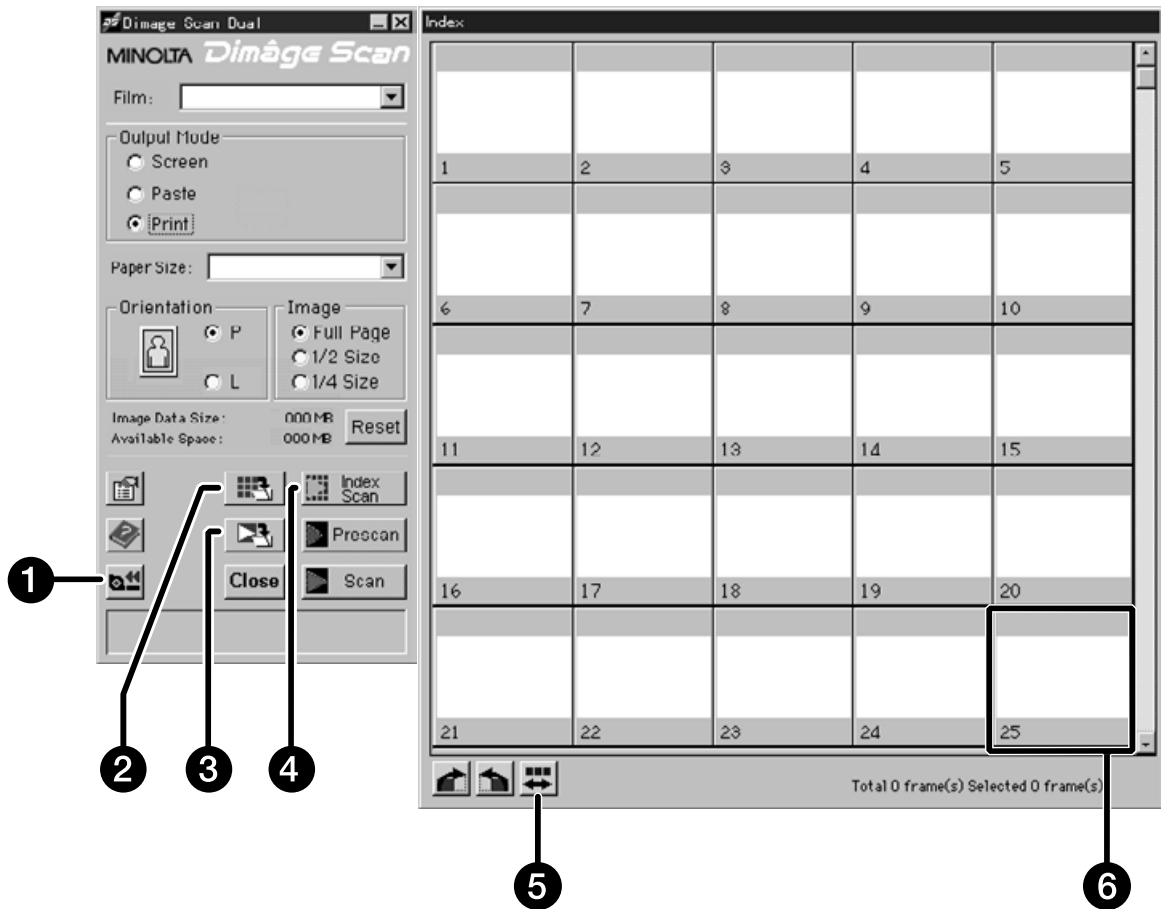 Dimage Scan Dual
MINOLTA Dimâge Scan
Film:
Output Mode
Screen
Paste
Print
Paper Size:
Orientation
P
L
Image
Full Page
1/2 Size
1/4 Size
Image Data Size: 000 MB
Available Space: 000 MB
Reset
Index Scan
Prescan
Close
Scan
Index
1 2 3 4 5
6 7 8 9 10
11 12 13 14 15
16 17 18 19 20
21 22 23 24 25
Total 0 frame(s) Selected 0 frame(s)
1
2
3
4
5
6